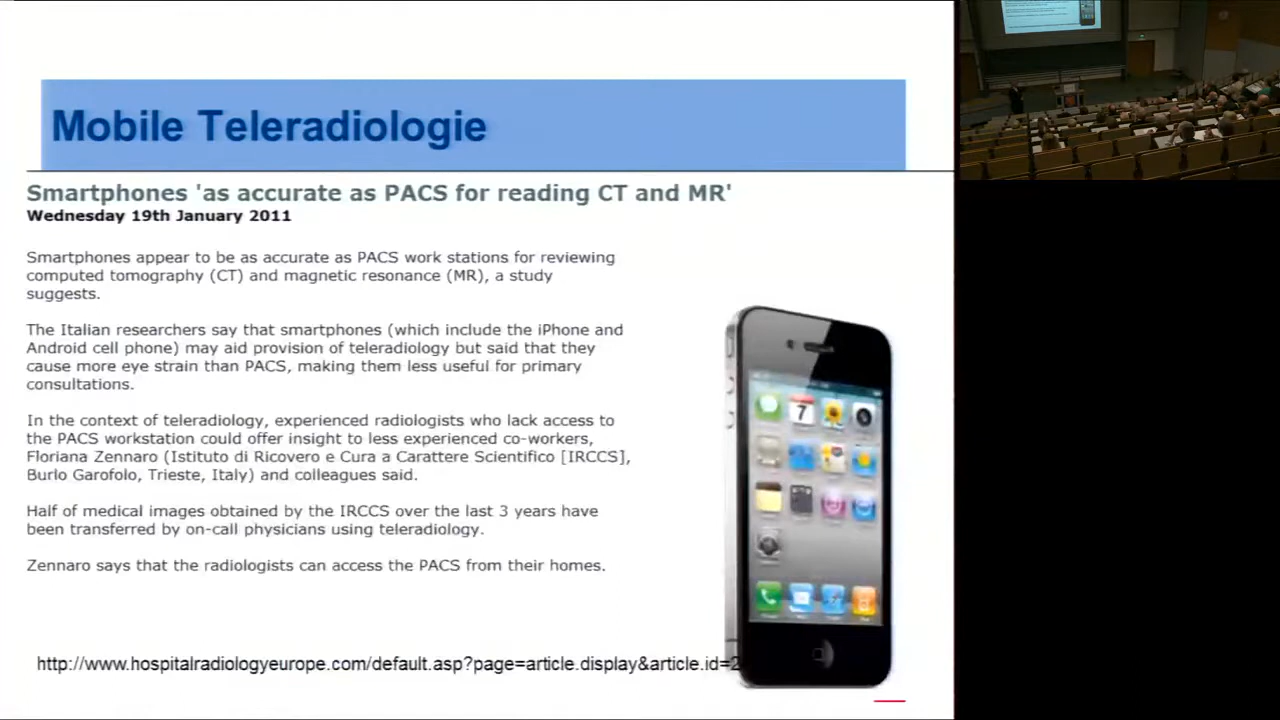 Mobile Teleradiologie
Smartphones 'as accurate as PACS for reading CT and MR'
Wednesday 19th January 2011
Smartphones appear to be as accurate as PACS work stations for reviewing
computed tomography (CT) and magnetic resonance (MR), a study
suggests.
The Italian researchers say that smartphones (which include the iPhone and
Android cell phone) may aid provision of teleradiology but said that they
cause more eye strain than PACS, making them less useful for primary
consultations.
In the context of teleradiology, experienced radiologists who lack access to
the PACS workstation could offer insight to less experienced co-workers,
Floriana Zennaro (Istituto di Ricovero e Cura a Carattere Scientifico [IRCCS],
Burlo Garofolo, Trieste, Italy) and colleagues said.
Half of medical images obtained by the IRCCS over the last 3 years have
been transferred by on-call physicians using teleradiology.
Zennaro says that the radiologists can access the PACS from their homes.
7
http://www.hospitalradiologyeurope.com/default.asp?page=article.display&article.id=2